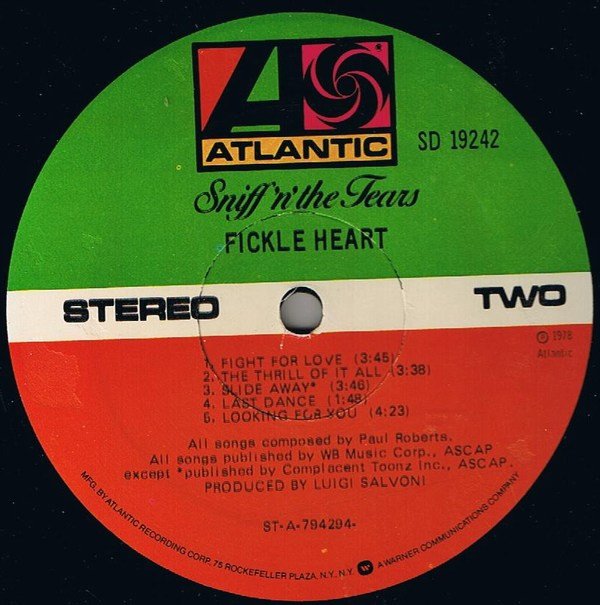 ATLANTIC
SD 19242
Sniff 'n' the Tears
FICKLE HEART
STEREO
TWO
℗ 1978
Atlantic
1. FIGHT FOR LOVE (3:45)
2. THE THRILL OF IT ALL (3:38)
3. SLIDE AWAY* (3:46)
4. LAST DANCE (1:48)
5. LOOKING FOR YOU (4:23)
All songs composed by Paul Roberts.
All songs published by WB Music Corp., ASCAP
except *published by Complacent Toonz Inc., ASCAP.
PRODUCED BY LUIGI SALVONI
ST-A-794294-
MFG. BY ATLANTIC RECORDING CORP. 75 ROCKEFELLER PLAZA, N.Y., N.Y. A WARNER COMMUNICATIONS COMPANY